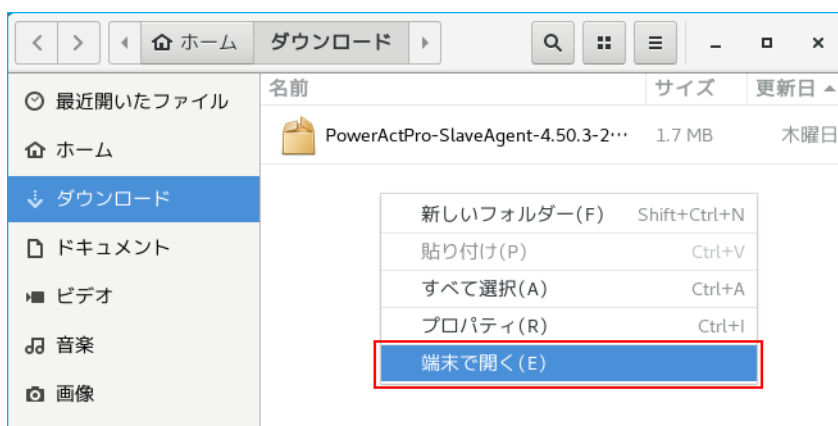 ホーム ダウンロード
名前 サイズ 更新日
最近開いたファイル
PowerActPro-SlaveAgent-4.50.3-2… 1.7 MB 木曜日
ホーム
ダウンロード
新しいフォルダー(F) Shift+Ctrl+N
ドキュメント
貼り付け(P) Ctrl+V
すべて選択(A) Ctrl+A
ビデオ
プロパティ(R) Ctrl+I
音楽
端末で開く(E)
画像